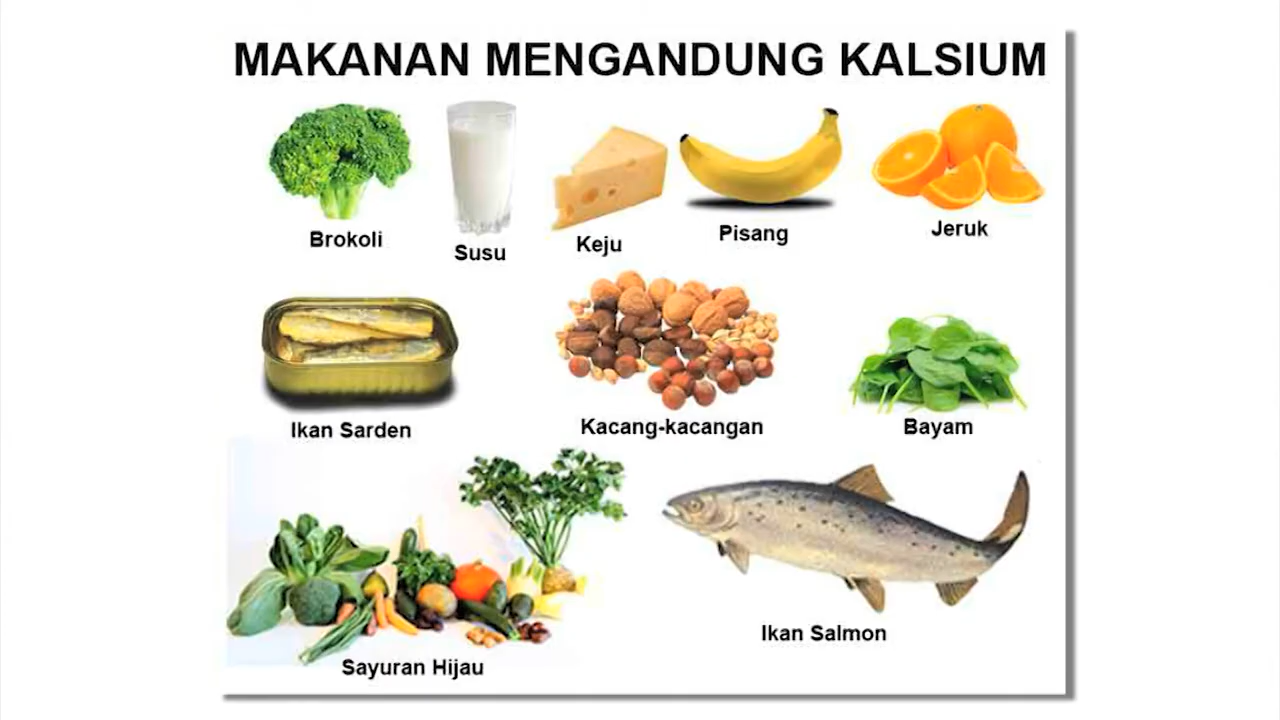 MAKANAN MENGANDUNG KALSIUM
Brokoli
Susu
Keju
Pisang
Jeruk
Ikan Sarden
Kacang-kacangan
Bayam
Sayuran Hijau
Ikan Salmon